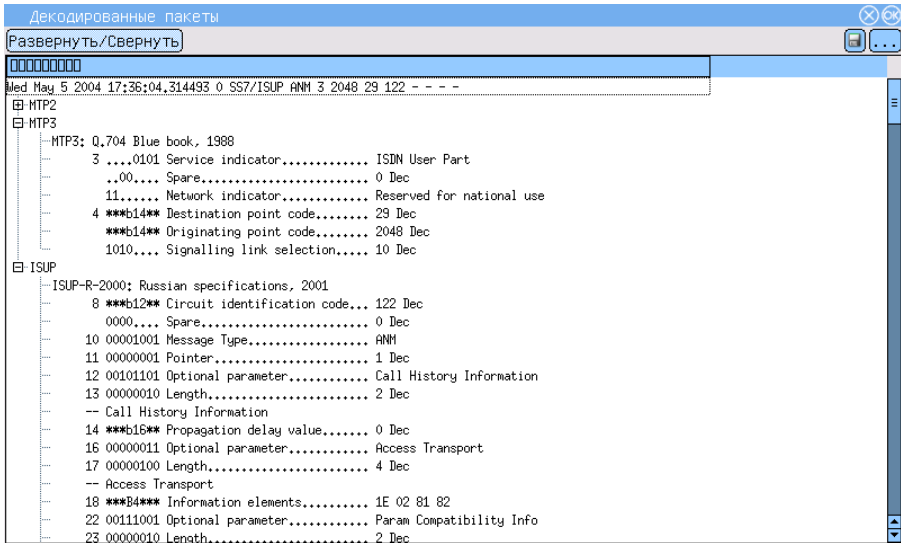 Декодированные пакеты
Развернуть/Свернуть
...
Wed May 5 2004 17:36:04.314493 0 SS7/ISUP ANM 3 2048 29 122 - - - -
MTP2
MTP3
MTP3: Q.704 Blue book, 1988
3 ....0101 Service indicator............. ISDN User Part
..00.... Spare......................... 0 Dec
11...... Network indicator............. Reserved for national use
4 ***b14** Destination point code........ 29 Dec
***b14** Originating point code........ 2048 Dec
1010.... Signalling link selection..... 10 Dec
ISUP
ISUP-R-2000: Russian specifications, 2001
8 ***b12** Circuit identification code... 122 Dec
0000.... Spare......................... 0 Dec
10 00001001 Message Type.................. ANM
11 00000001 Pointer....................... 1 Dec
12 00101101 Optional parameter............ Call History Information
13 00000010 Length........................ 2 Dec
-- Call History Information
14 ***b16** Propagation delay value....... 0 Dec
16 00000011 Optional parameter............ Access Transport
17 00000100 Length........................ 4 Dec
-- Access Transport
18 ***B4*** Information elements.......... 1E 02 81 82
22 00111001 Optional parameter............ Param Compatibility Info
23 00000010 Length........................ 2 Dec